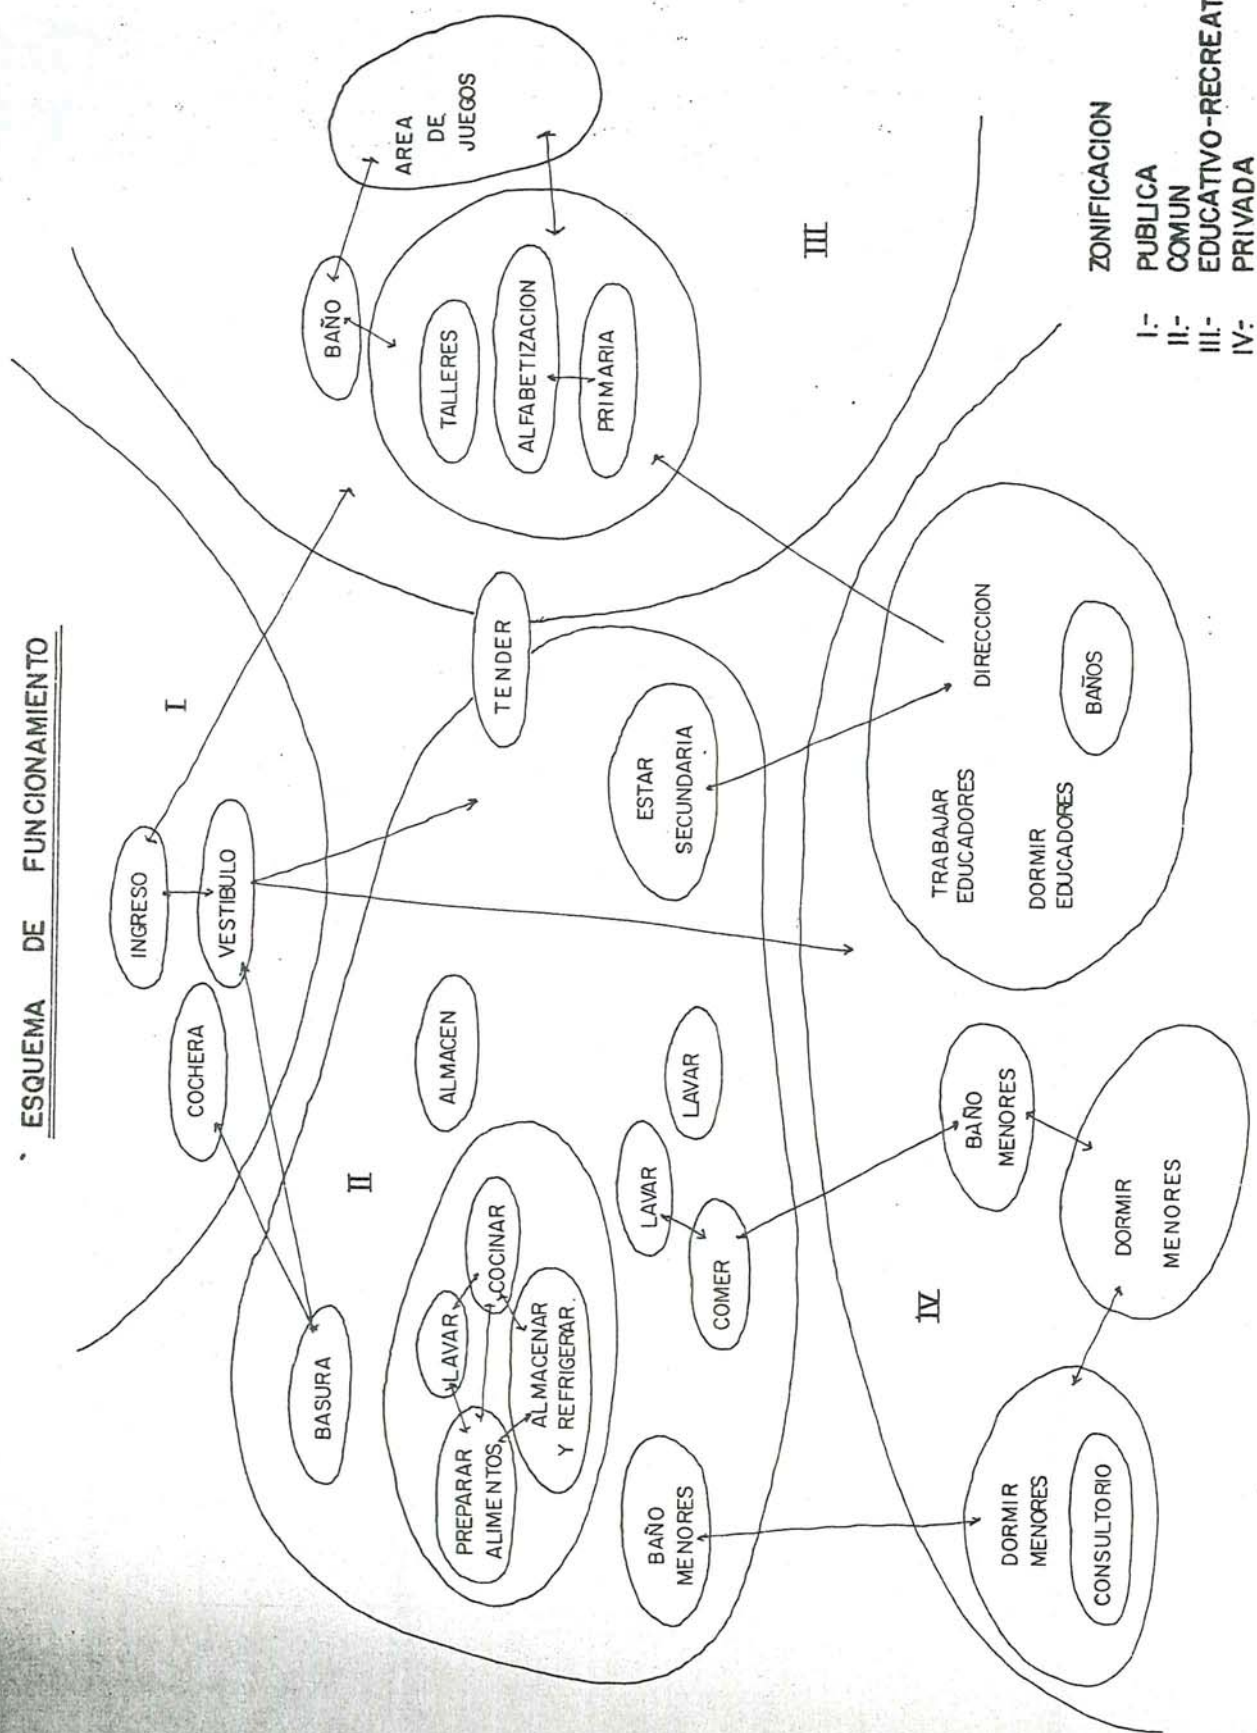 ESQUEMA DE FUNCIONAMIENTO
I
INGRESO
VESTIBULO
COCHERA
BASURA
II
ALMACEN
LAVAR
COCINAR
PREPARAR
ALIMENTOS
ALMACENAR
Y REFRIGERAR.
TENDER
ESTAR
SECUNDARIA
LAVAR
LAVAR
COMER
BAÑO
MENORES
AREA
DE
JUEGOS
BAÑO
TALLERES
ALFABETIZACION
PRIMARIA
III
IV
BAÑO
MENORES
DORMIR
MENORES
DORMIR
MENORES
CONSULTORIO
TRABAJAR
EDUCADORES
DIRECCION
DORMIR
EDUCADORES
BAÑOS
ZONIFICACION
I.- PUBLICA
II.- COMUN
III.- EDUCATIVO-RECREAT
IV.- PRIVADA